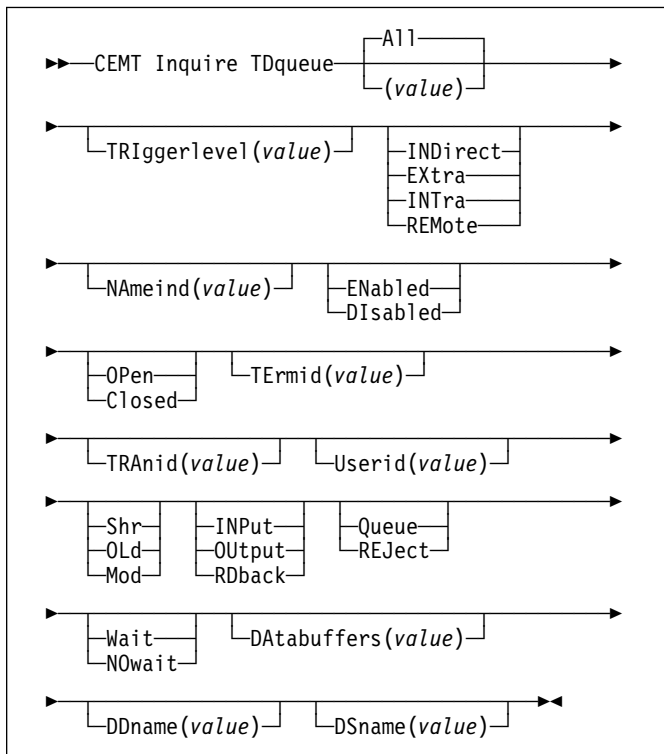 All
CEMT Inquire TDqueue
(value)
TRIggerlevel(value) INDirect
EXtra
INTra
REMote
NAmeind(value) ENabled
DIsabled
OPen TErmid(value)
Closed
TRAnid(value) Userid(value)
Shr INPut Queue
OLd OUtput REJect
Mod RDback
Wait DAtabuffers(value)
NOwait
DDname(value) DSname(value)